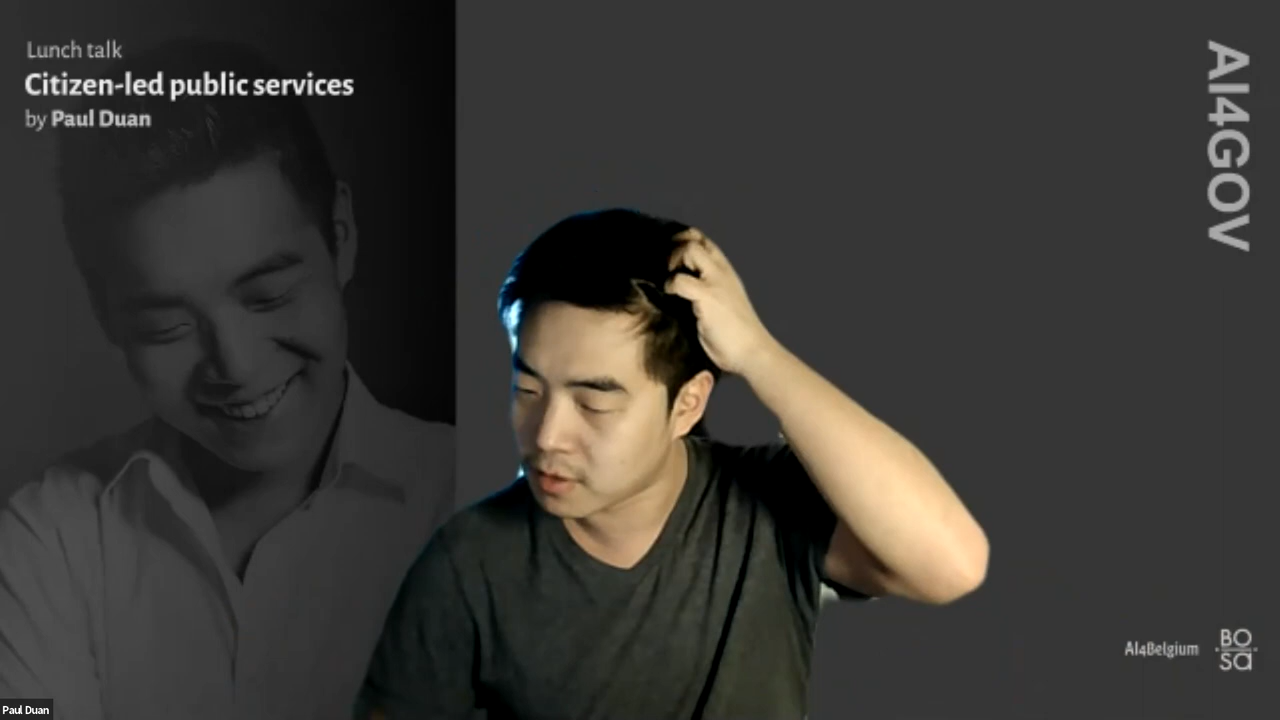 Lunch talk
Citizen-led public services
by Paul Duan
AI4GOV
AI4Belgium
BO
sa
Paul Duan